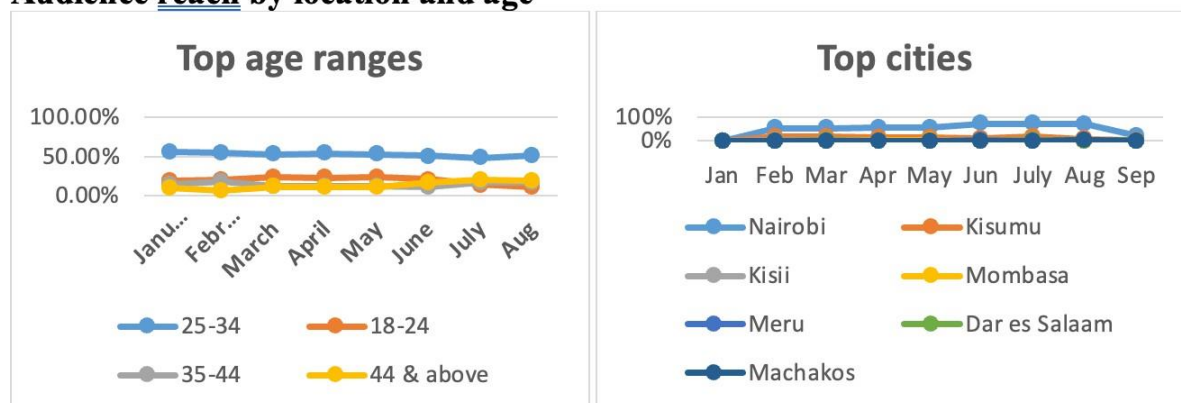 Audience reach by location and age
Top age ranges
100.00%
50.00%
0.00%
Janu...
Febr...
March
April
May
June
July
Aug
25-34
18-24
35-44
44 & above
Top cities
100%
0%
Jan Feb Mar Apr May Jun July Aug Sep
Nairobi
Kisumu
Kisii
Mombasa
Meru
Dar es Salaam
Machakos